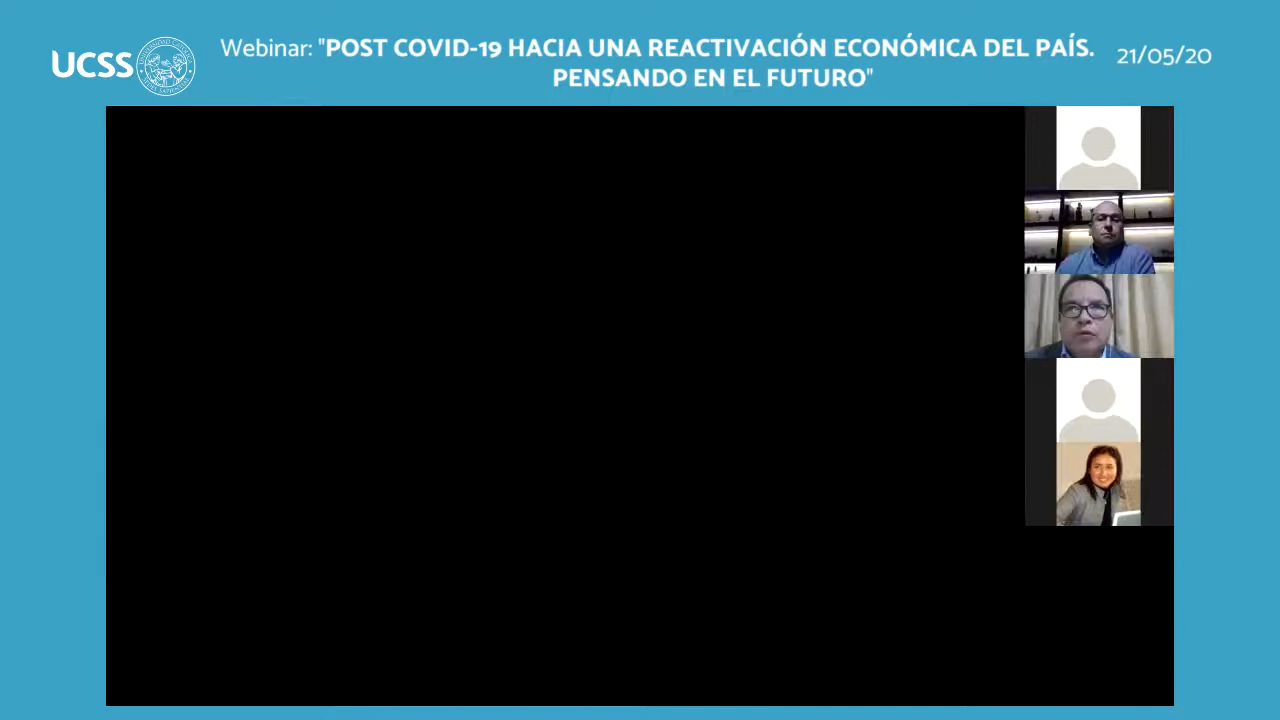 UCSS
Webinar: "POST COVID-19 HACIA UNA REACTIVACIÓN ECONÓMICA DEL PAÍS.
PENSANDO EN EL FUTURO"
21/05/20